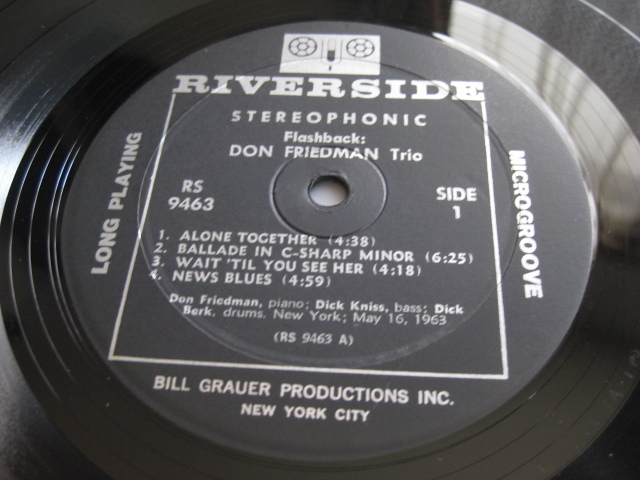 RIVERSIDE
STEREOPHONIC
Flashback:
DON FRIEDMAN Trio
LONG PLAYING
MICROGROOVE
RS
9463
SIDE
1
1. ALONE TOGETHER (4:38)
2. BALLADE IN C-SHARP MINOR (6:25)
3. WAIT 'TIL YOU SEE HER (4:18)
4. NEWS BLUES (4:59)
Don Friedman, piano; Dick Kniss, bass; Dick
Berk, drums. New York; May 16, 1963
(RS 9463 A)
BILL GRAUER PRODUCTIONS INC.
NEW YORK CITY